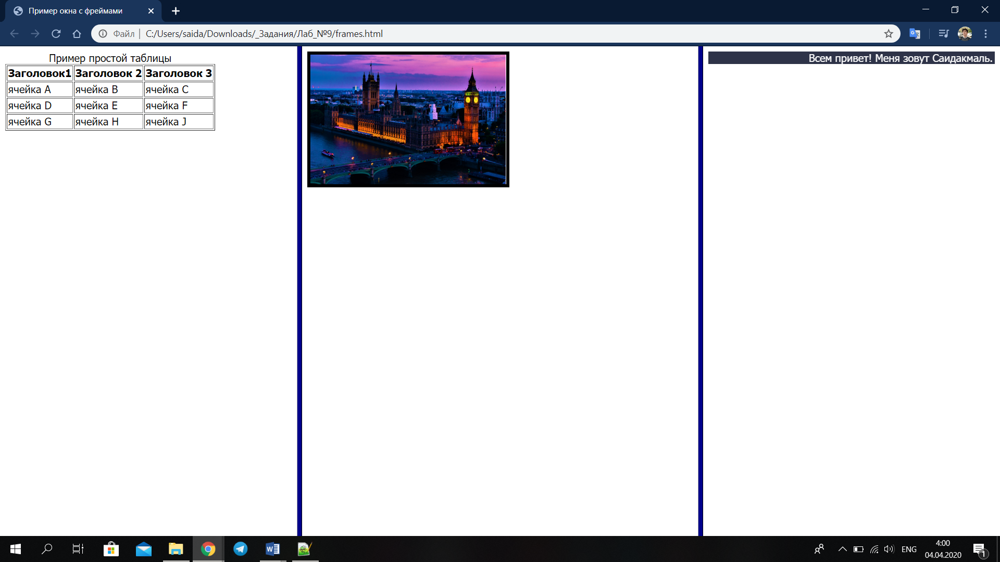 Пример окна с фреймами
Файл | C:/Users/saida/Downloads/_Задания/Лаб_№9/frames.html
Пример простой таблицы
Заголовок1 Заголовок 2 Заголовок 3
ячейка A ячейка B ячейка C
ячейка D ячейка E ячейка F
ячейка G ячейка H ячейка J
Всем привет! Меня зовут Саидакмаль.
ENG
4:00
04.04.2020
1